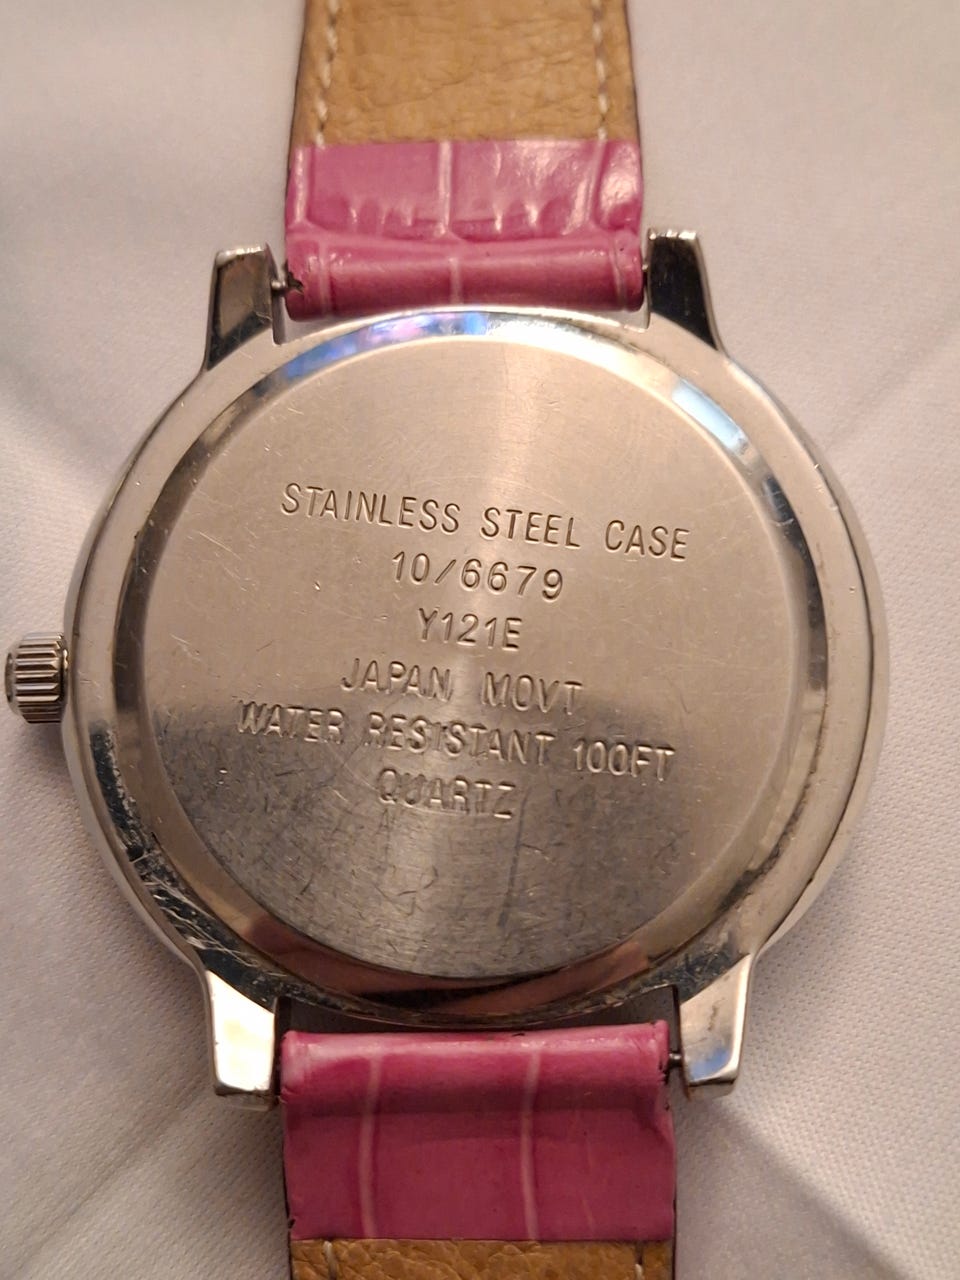 STAINLESS STEEL CASE
10/6679
Y121E
JAPAN MOVT
WATER RESISTANT 100FT
QUARTZ